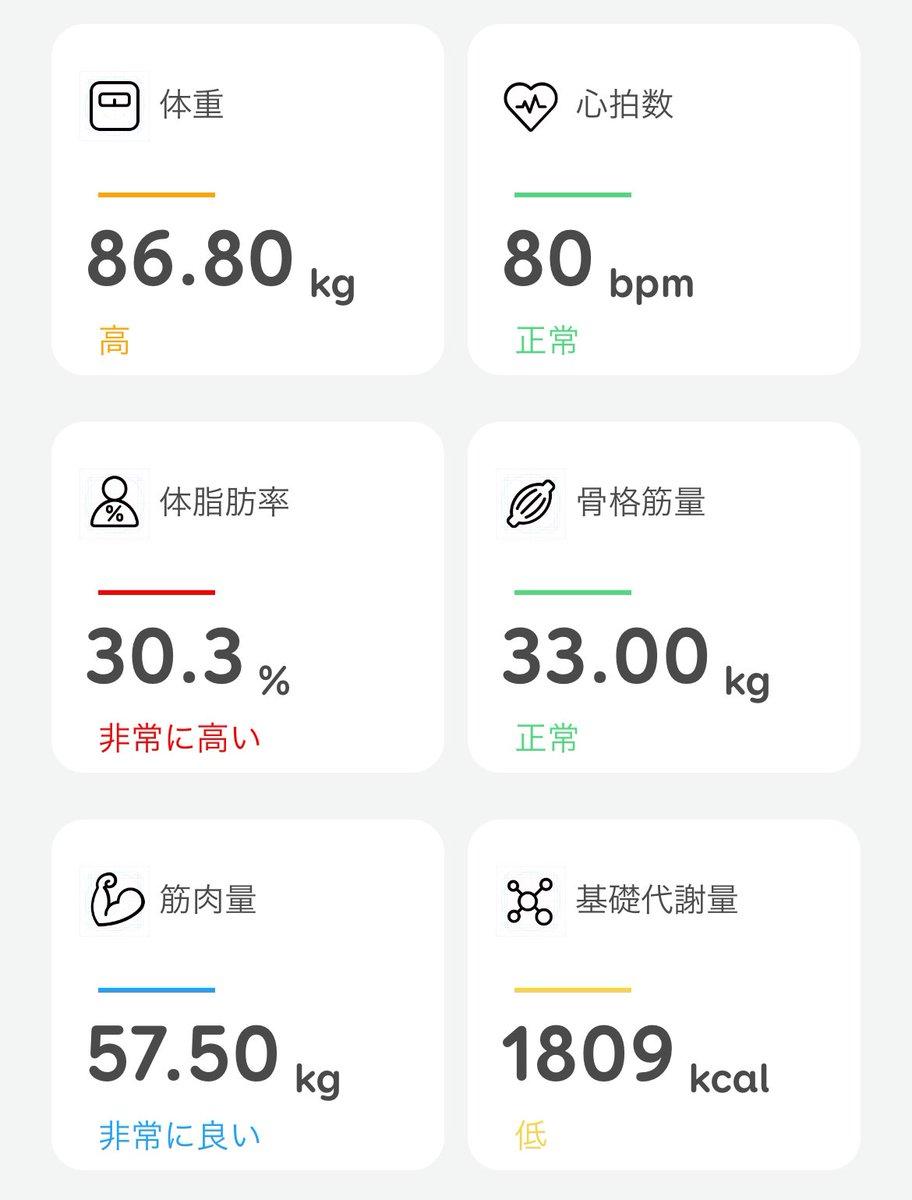 体重
86.80 kg
高
心拍数
80 bpm
正常
体脂肪率
30.3 %
非常に高い
骨格筋量
33.00 kg
正常
筋肉量
57.50 kg
非常に良い
基礎代謝量
1809 kcal
低